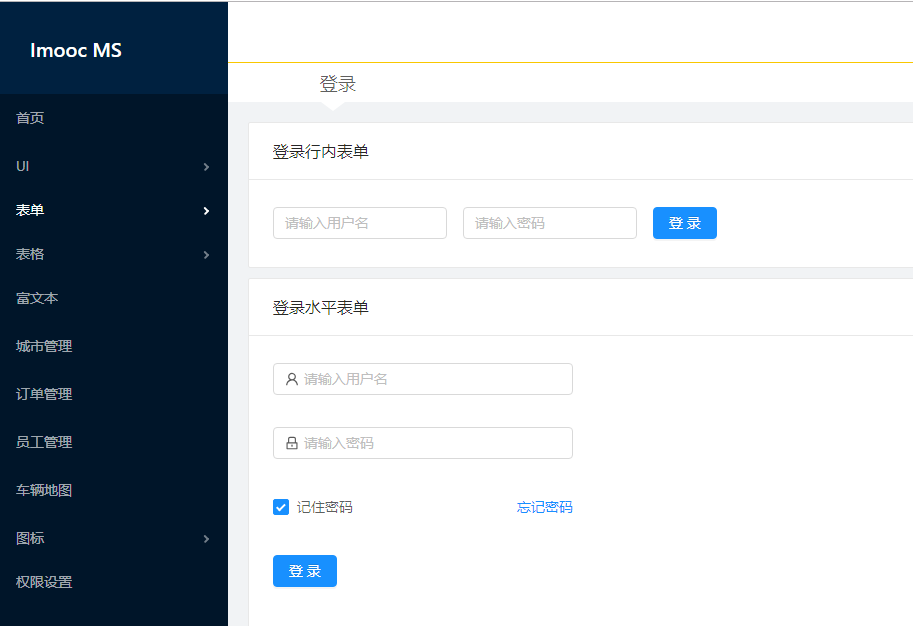 Imooc MS
首页
UI
表单
表格
富文本
城市管理
订单管理
员工管理
车辆地图
图标
权限设置
登录
登录行内表单
请输入用户名 请输入密码 登 录
登录水平表单
请输入用户名
请输入密码
记住密码 忘记密码
登 录